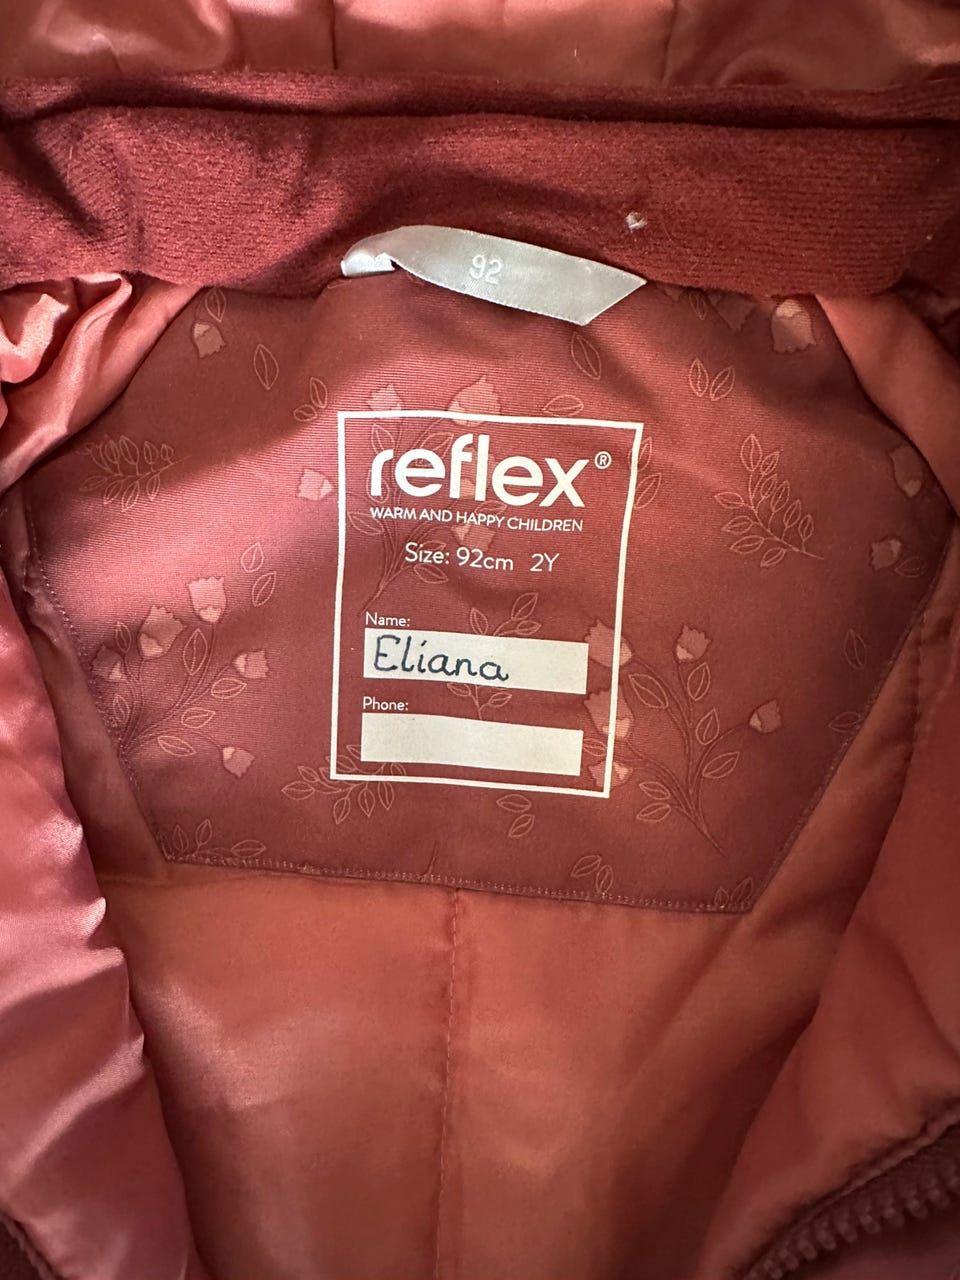 92
reflex®
WARM AND HAPPY CHILDREN
Size: 92cm 2Y
Name:
Eliana
Phone: